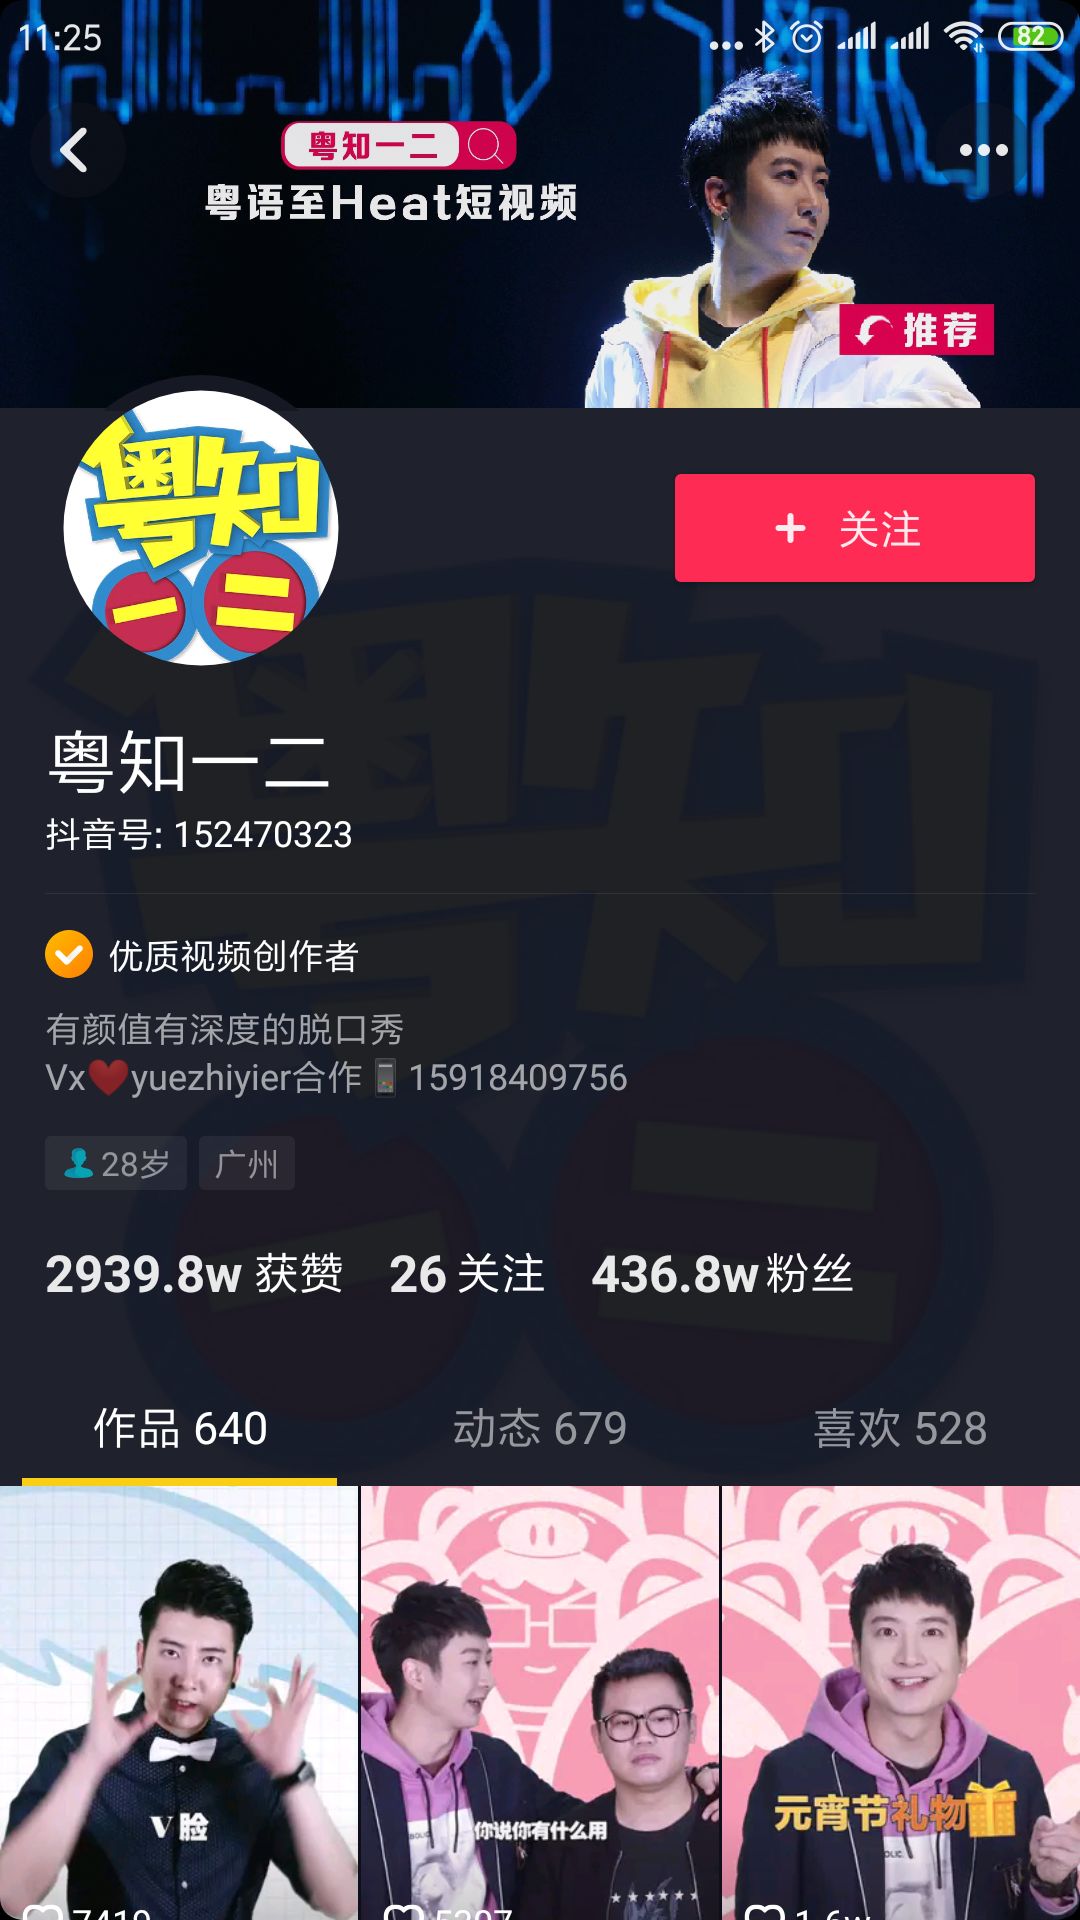 11:25
82
粤知一二
粤语至Heat短视频
推荐
粤知
一二
+ 关注
粤知一二
抖音号: 152470323
优质视频创作者
有颜值有深度的脱口秀
Vx❤️yuezhiyier合作📱15918409756
28岁 广州
2939.8w 获赞 26 关注 436.8w 粉丝
作品 640 动态 679 喜欢 528
V脸
你说你有什么用
元宵节礼物
7419 5297 1.6w